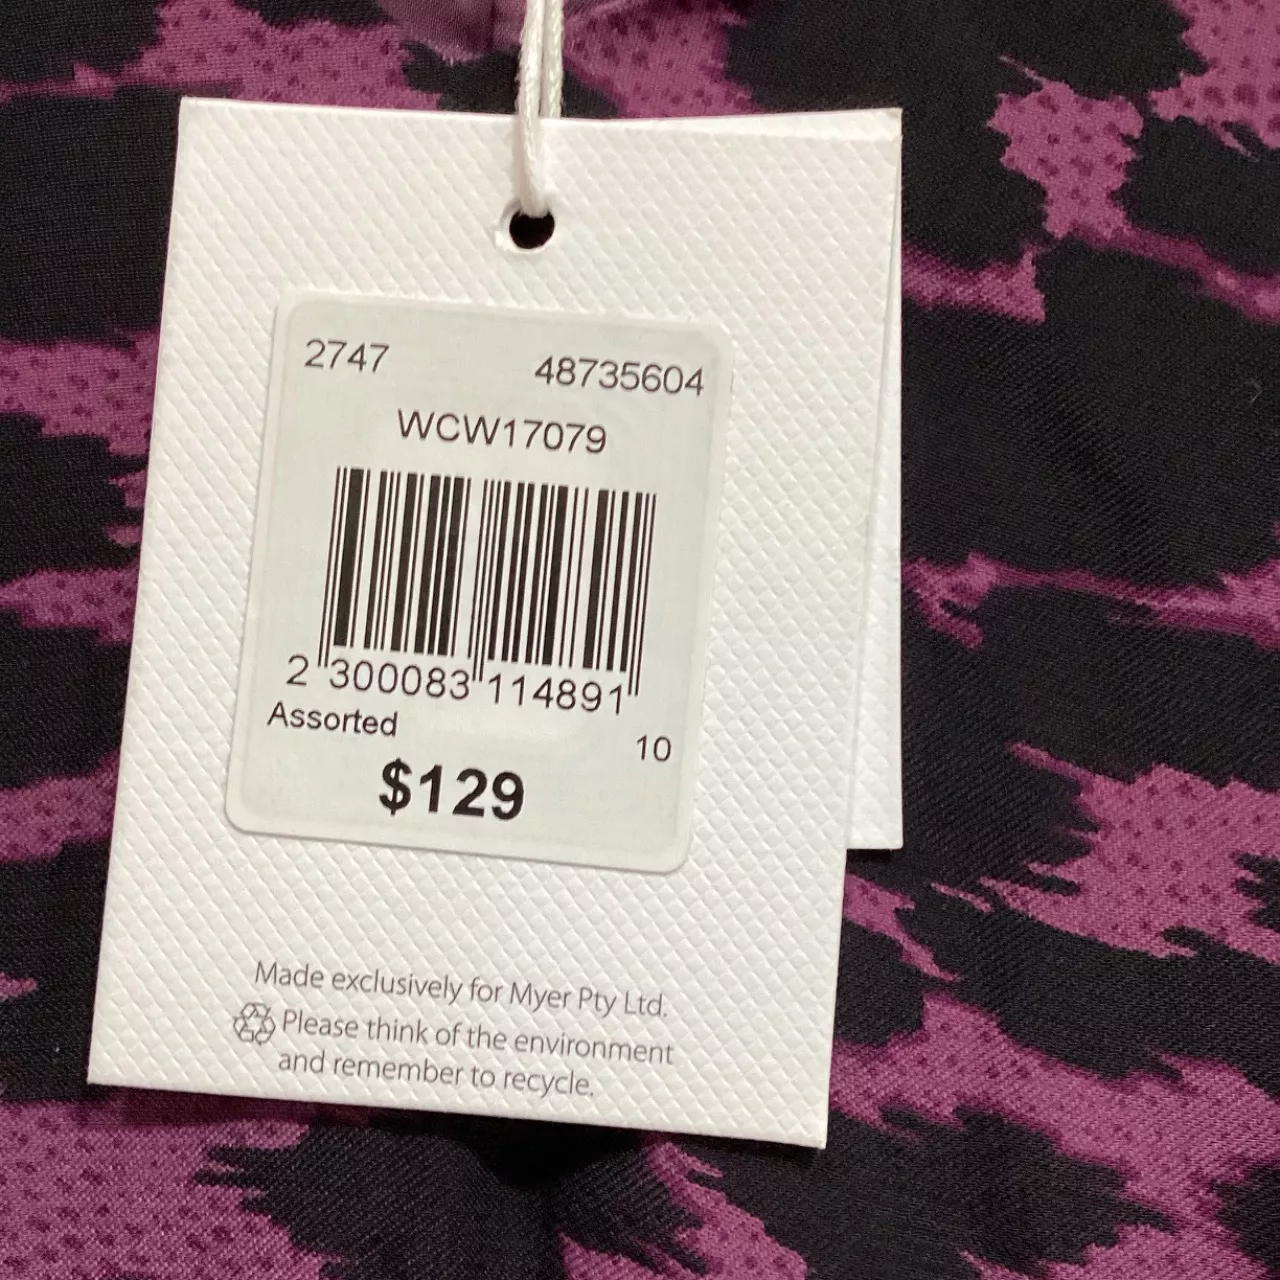 2747 48735604
WCW17079
2 300083 114891
Assorted
10
$129
Made exclusively for Myer Pty Ltd.
Please think of the environment
and remember to recycle.